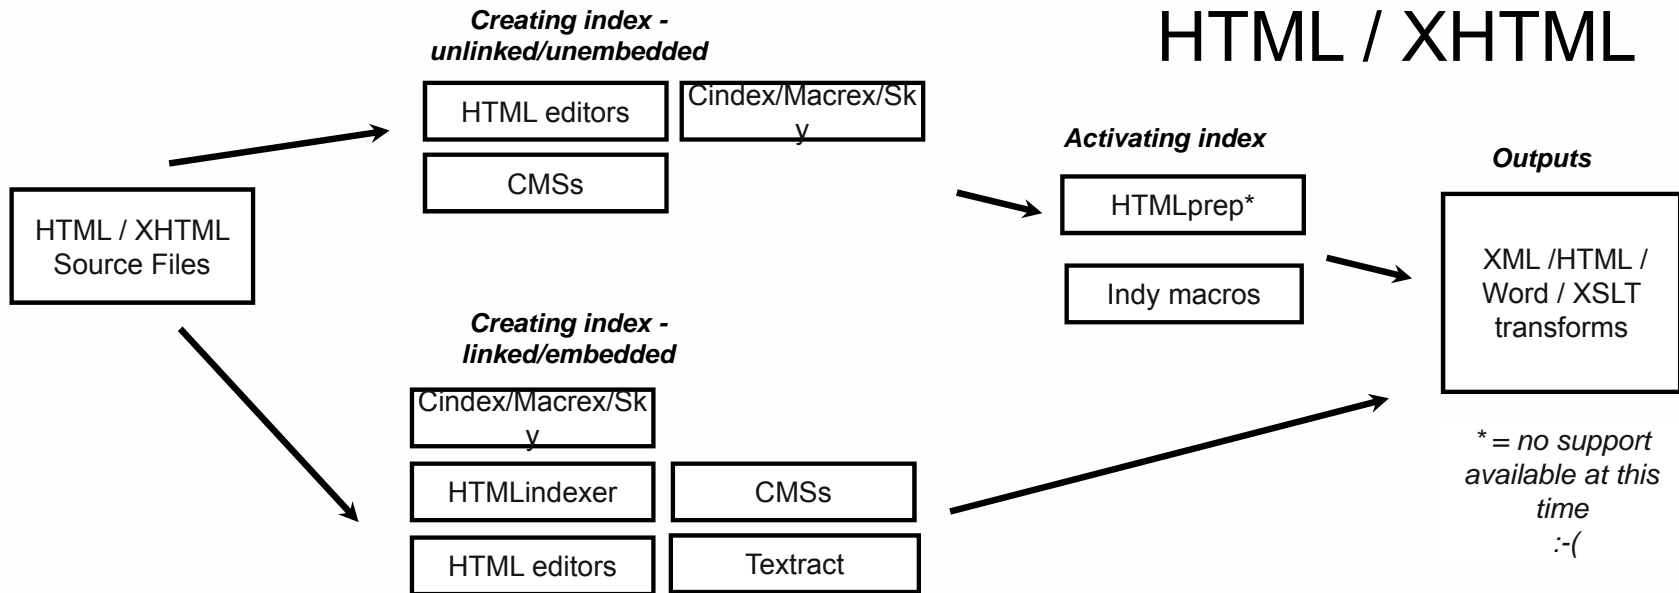 HTML / XHTML
Creating index -
unlinked/unembedded
HTML editors
Cindex/Macrex/Sk
y
CMSs
HTML / XHTML
Source Files
Activating index
HTMLprep*
Indy macros
Outputs
XML /HTML /
Word / XSLT
transforms
Creating index -
linked/embedded
Cindex/Macrex/Sk
y
HTMLindexer
CMSs
HTML editors
Textract
* = no support
available at this
time
:-(